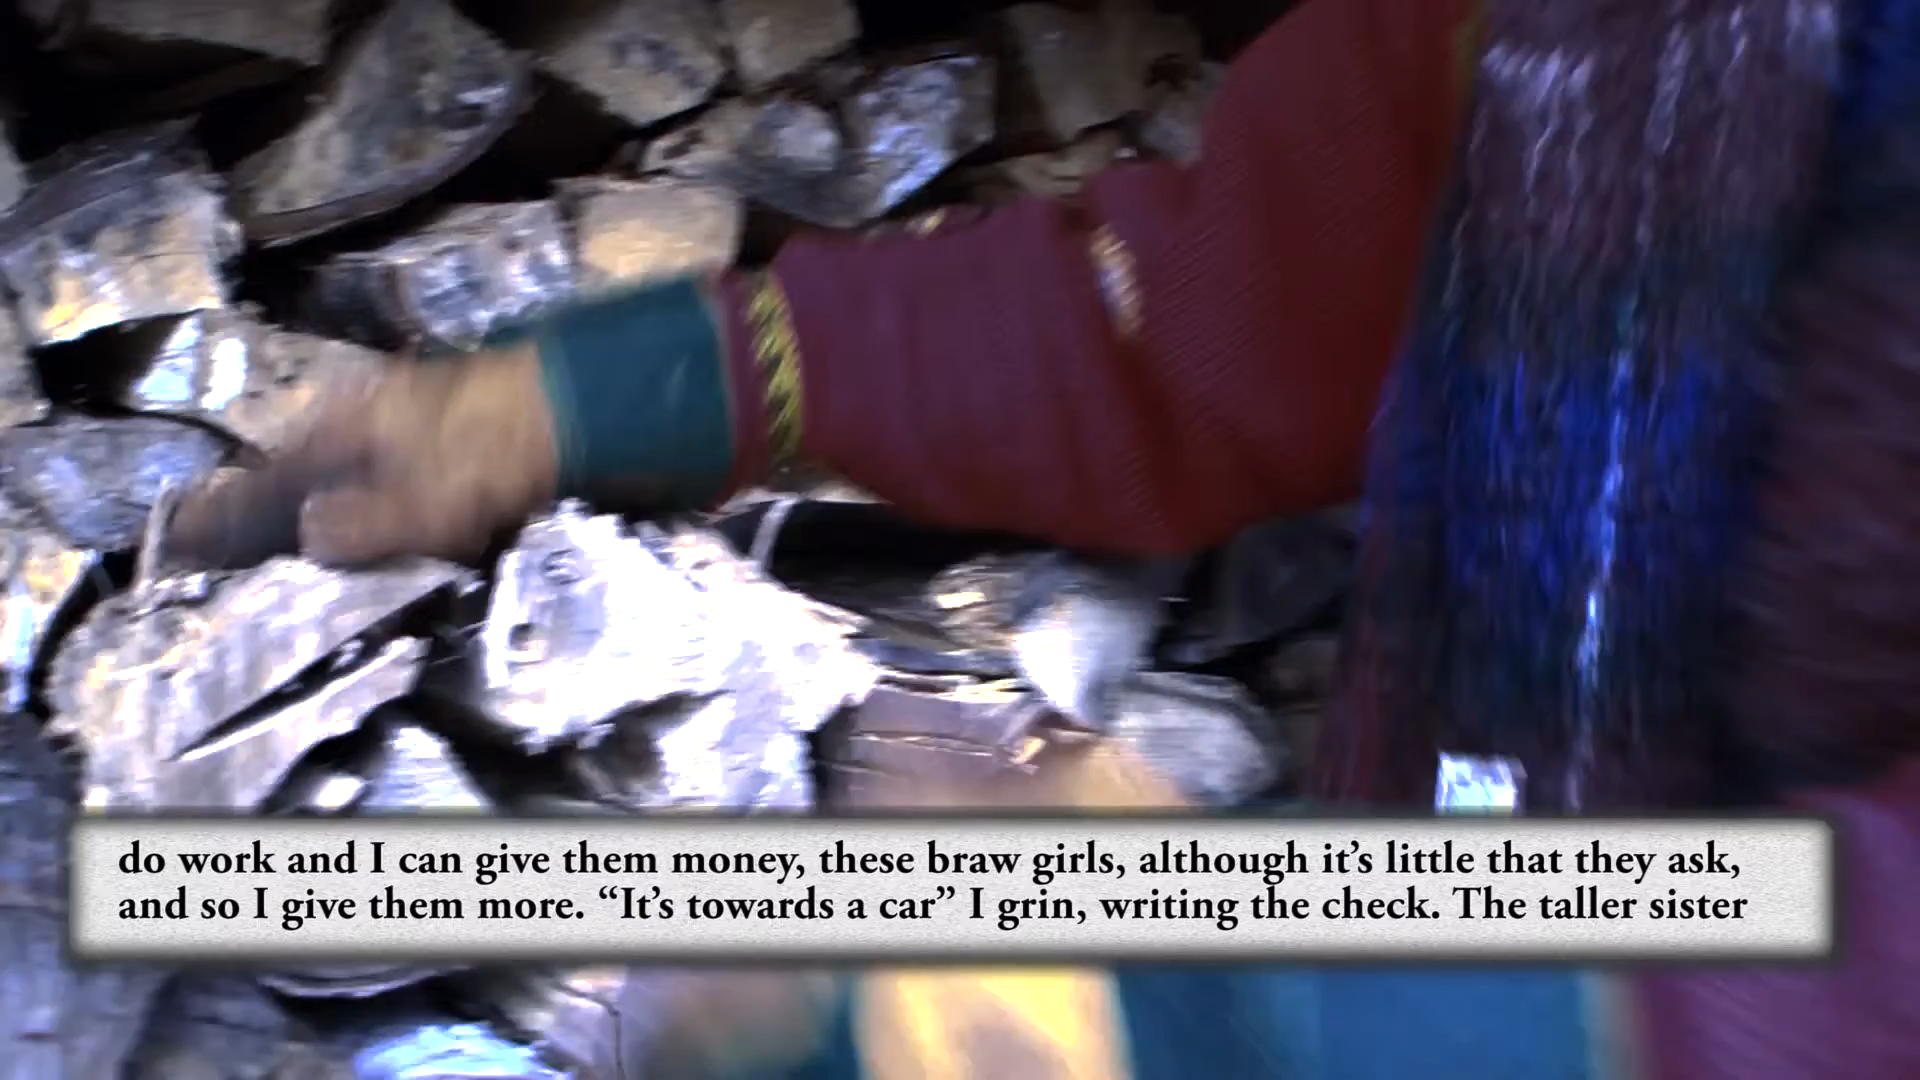 do work and I can give them money, these braw girls, although it’s little that they ask,
and so I give them more. “It’s towards a car” I grin, writing the check. The taller sister